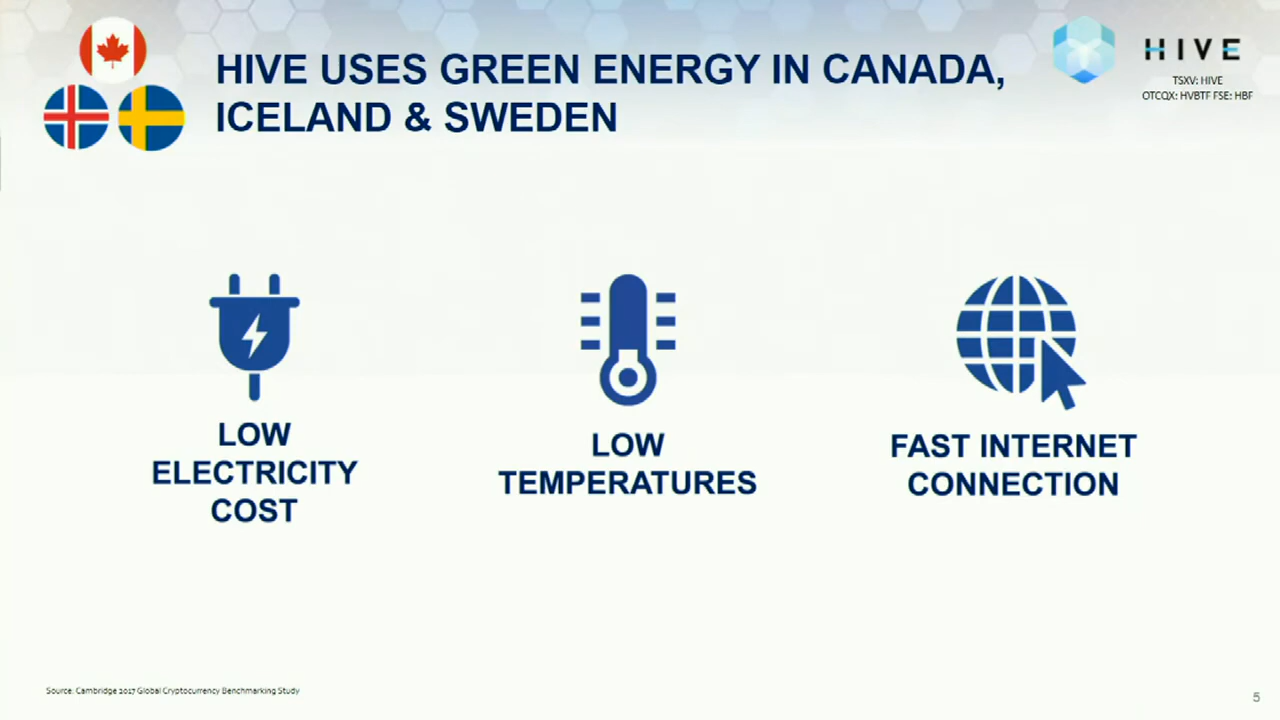 HIVE USES GREEN ENERGY IN CANADA,
ICELAND & SWEDEN
HIVE
TSXV: HIVE
OTCQX: HVBTF FSE: HBF
LOW
ELECTRICITY
COST
LOW
TEMPERATURES
FAST INTERNET
CONNECTION
Source: Cambridge 2017 Global Cryptocurrency Benchmarking Study
5